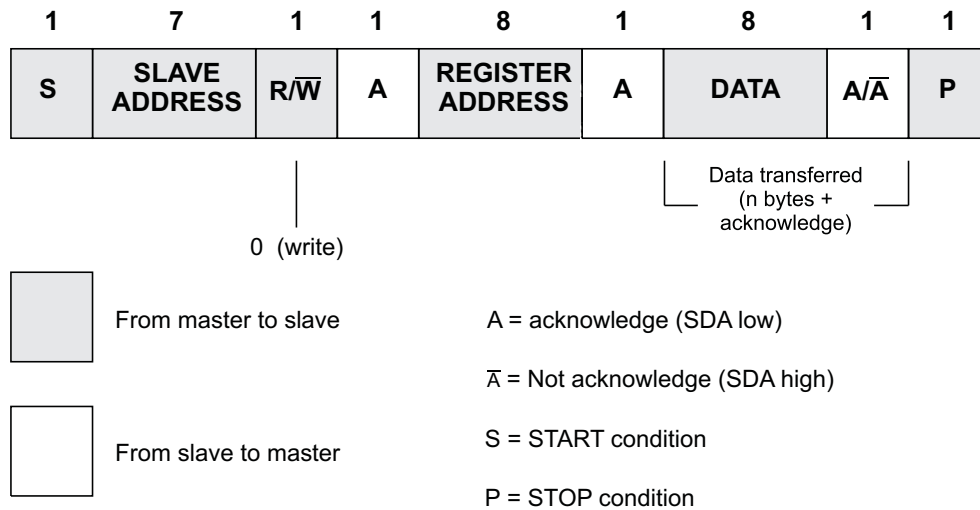 1 7 1 1 8 1 8 1 1
S SLAVE ADDRESS R/W̅ A REGISTER ADDRESS A DATA A/A̅ P
Data transferred
(n bytes +
acknowledge)
0 (write)
From master to slave
A = acknowledge (SDA low)
A̅ = Not acknowledge (SDA high)
From slave to master
S = START condition
P = STOP condition